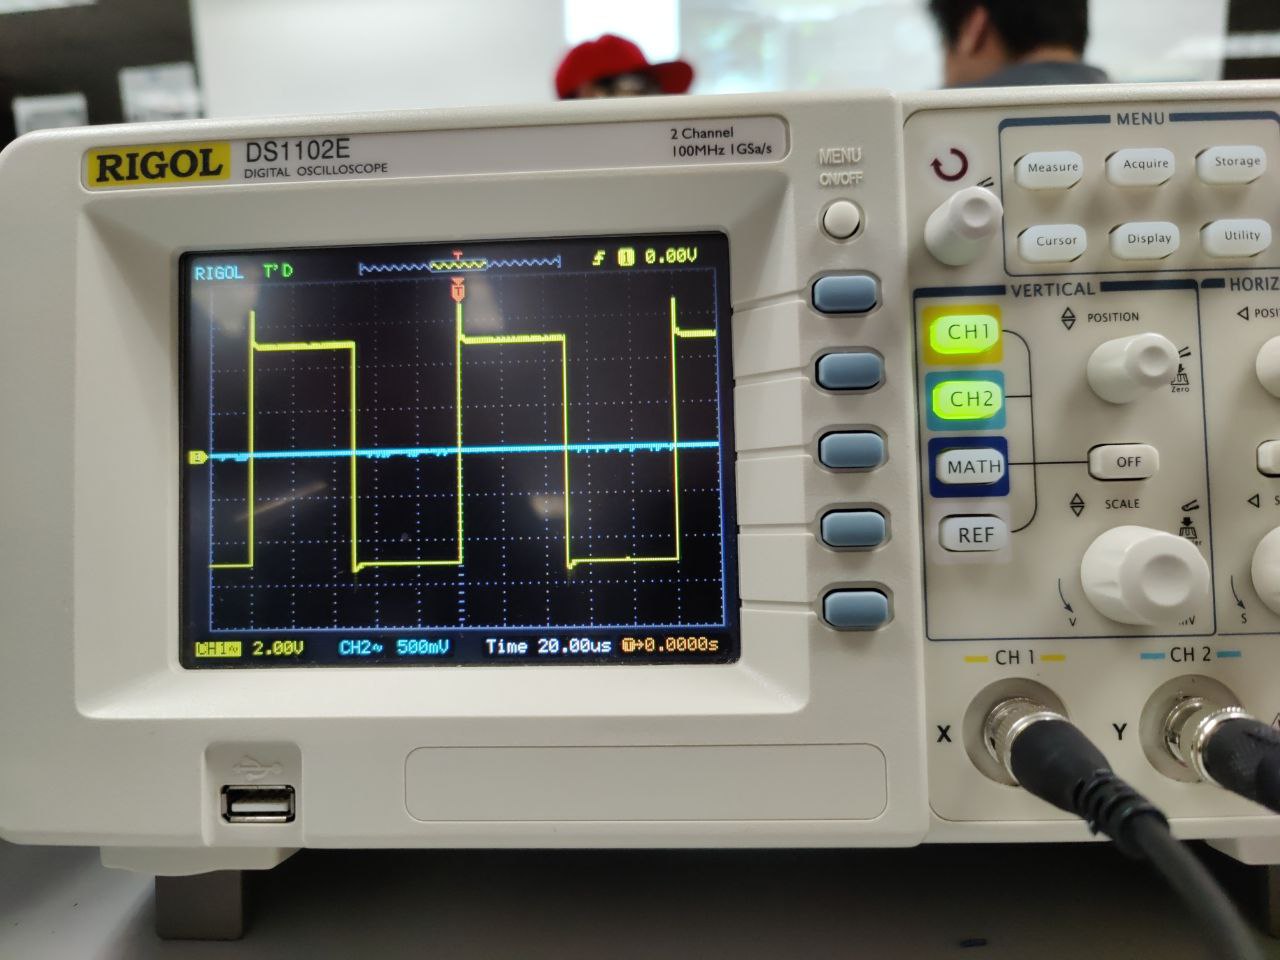 RIGOL
DS1102E
DIGITAL OSCILLOSCOPE
2 Channel
100MHz 1GSa/s
MENU
ON/OFF
RIGOL T'D
T
1 0.00V
T
CH1~ 2.00V CH2~ 500mV Time 20.00us T→0.0000s
MENU
Measure Acquire Storage
Cursor Display Utility
VERTICAL
HORIZ
CH1
POSITION
Zero
CH2
MATH
OFF
SCALE
REF
V
S
CH 1
CH 2
X
Y